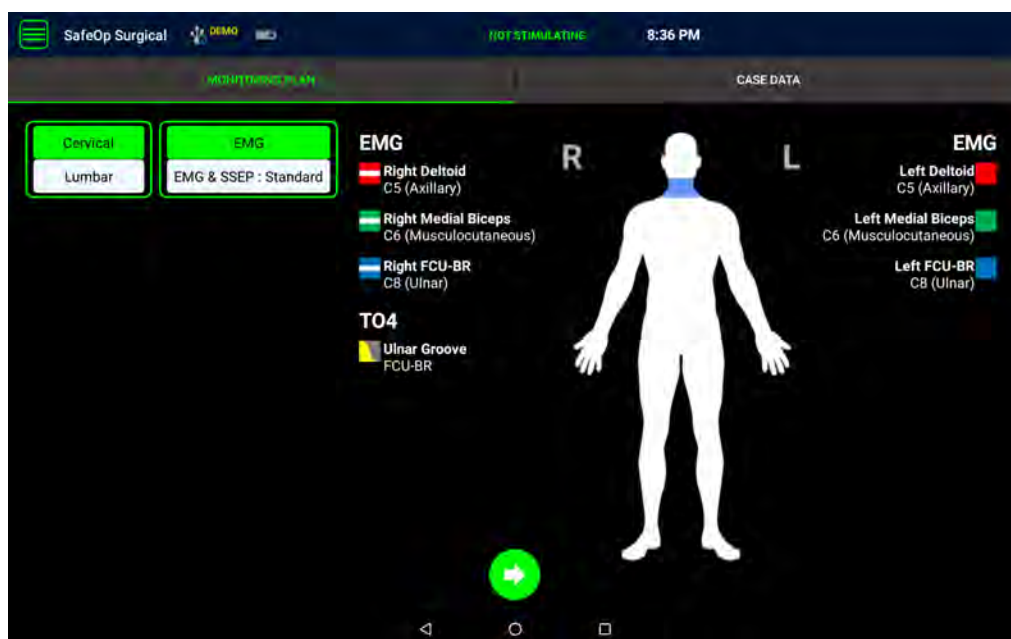 SafeOp Surgical
DEMO
NOT STIMULATING
8:36 PM
MONITORING PLAN
CASE DATA
Cervical
Lumbar
EMG
EMG & SSEP : Standard
EMG
Right Deltoid
C5 (Axillary)
Right Medial Biceps
C6 (Musculocutaneous)
Right FCU-BR
C8 (Ulnar)
TO4
Ulnar Groove
FCU-BR
R
L
EMG
Left Deltoid
C5 (Axillary)
Left Medial Biceps
C6 (Musculocutaneous)
Left FCU-BR
C8 (Ulnar)